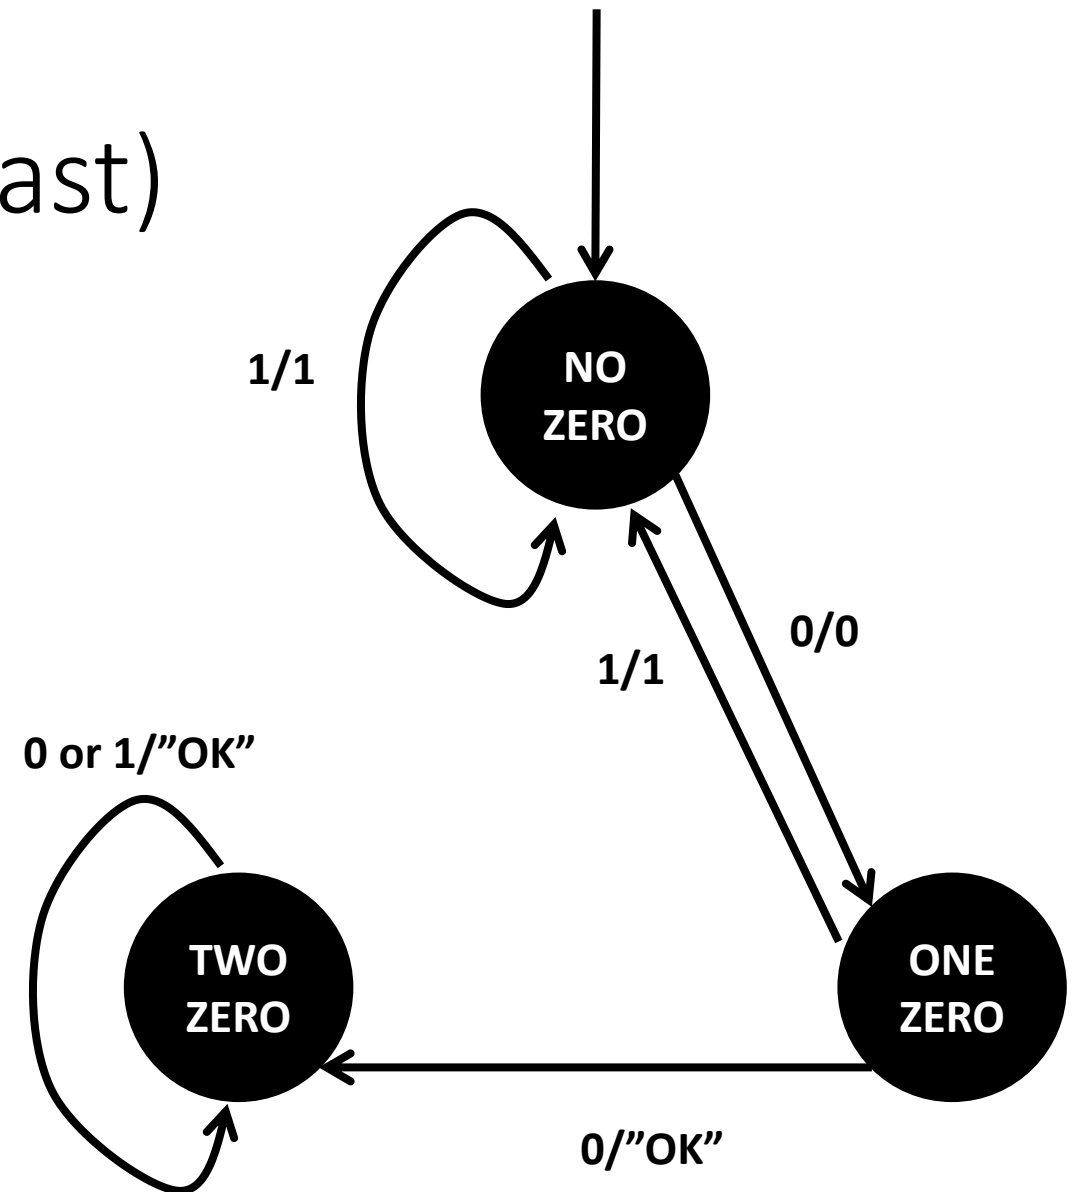 ast)
1/1
NO
ZERO
0/0
1/1
0 or 1/”OK”
TWO
ZERO
ONE
ZERO
0/”OK”